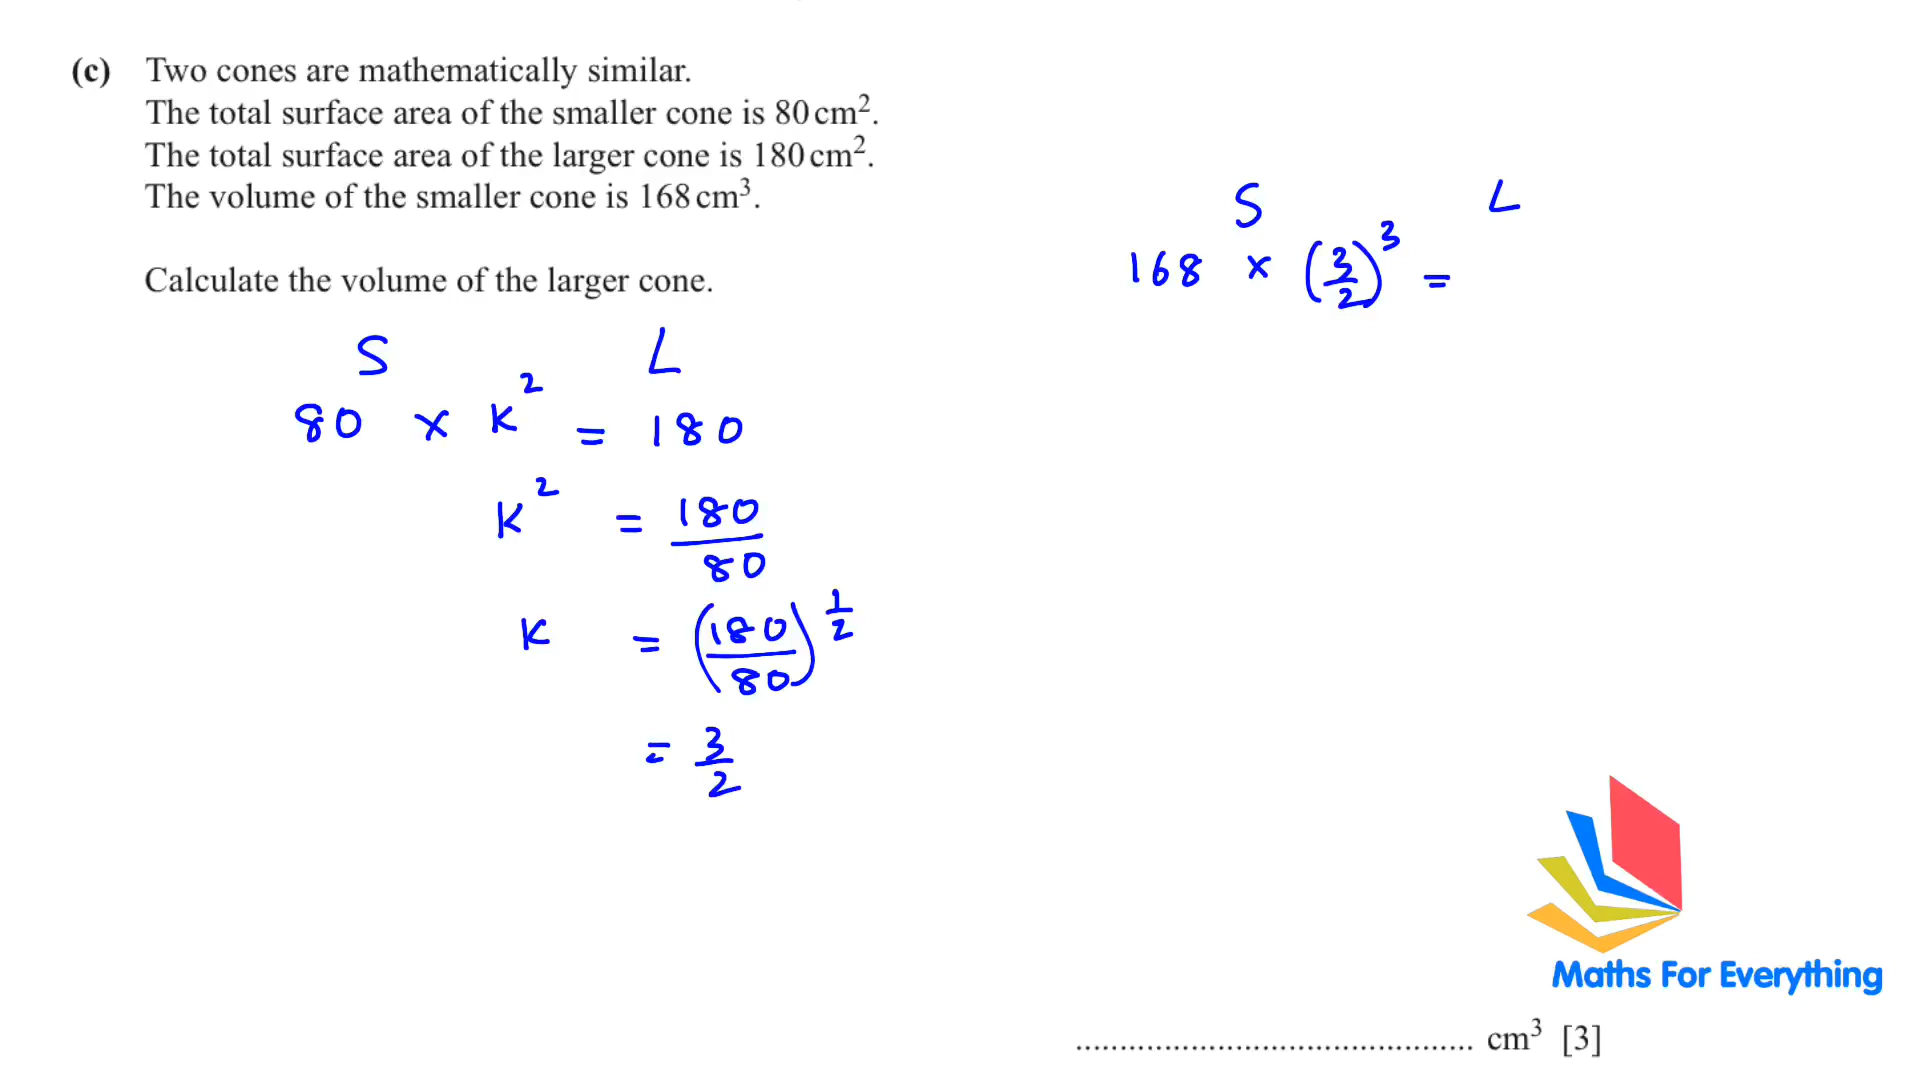 (c) Two cones are mathematically similar.
The total surface area of the smaller cone is 80 cm².
The total surface area of the larger cone is 180 cm².
The volume of the smaller cone is 168 cm³.
Calculate the volume of the larger cone.
S L
80 × K² = 180
K² = 180/80
K = (180/80)^1/2
= 3/2
S L
168 × (3/2)³ =
Maths For Everything
............................................ cm³ [3]